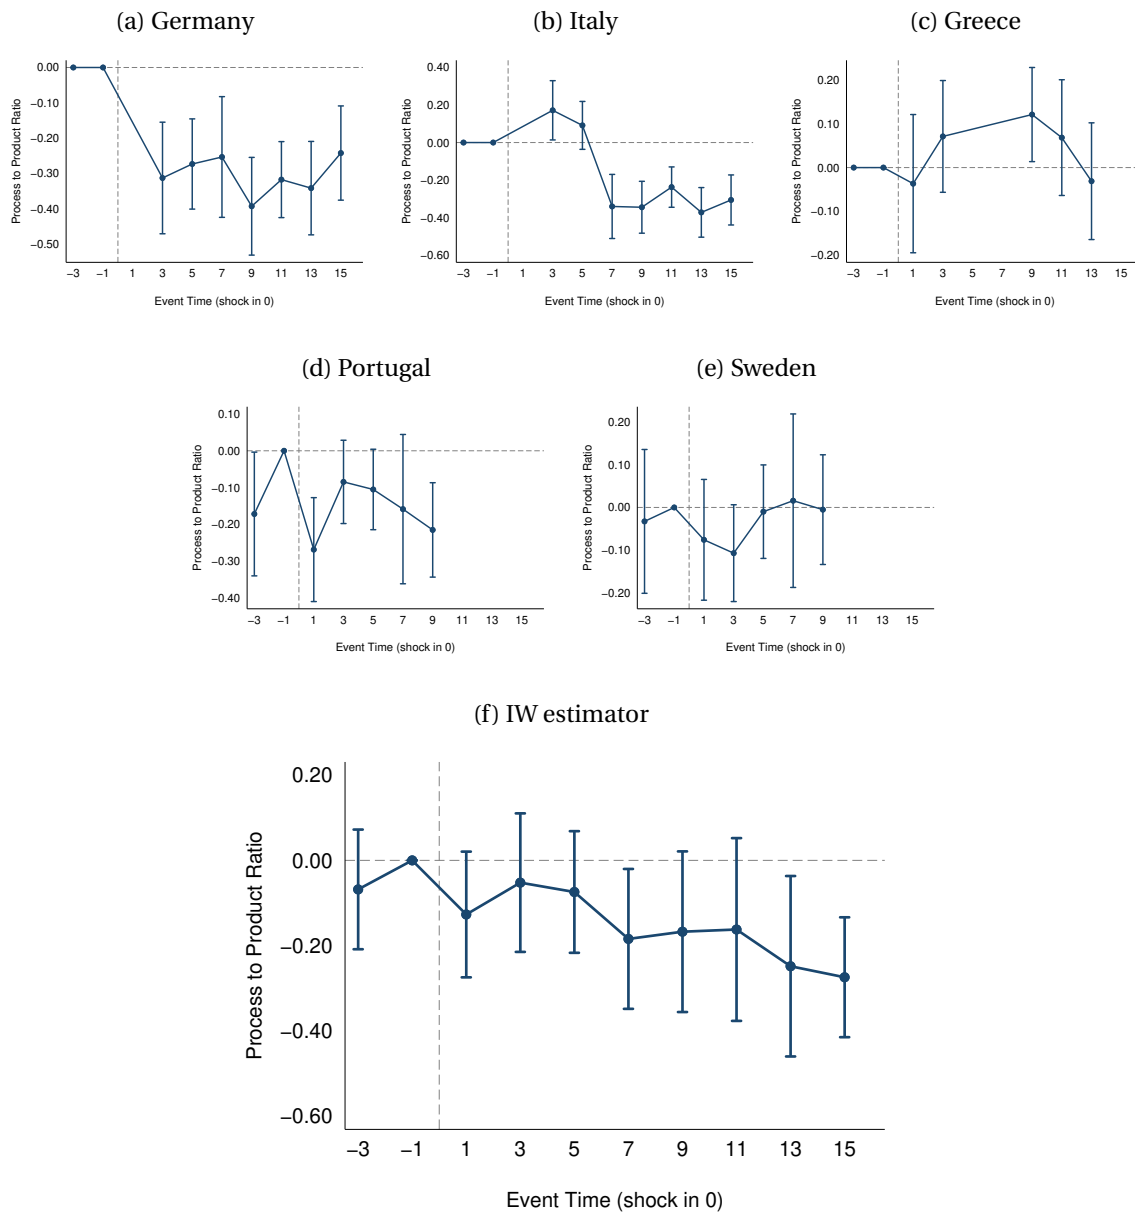 (a) Germany
(b) Italy
(c) Greece
0.00
−0.10
−0.20
−0.30
−0.40
−0.50
Process to Product Ratio
−3 −1 1 3 5 7 9 11 13 15
Event Time (shock in 0)
0.40
0.20
0.00
−0.20
−0.40
−0.60
Process to Product Ratio
−3 −1 1 3 5 7 9 11 13 15
Event Time (shock in 0)
0.20
0.10
0.00
−0.10
−0.20
Process to Product Ratio
−3 −1 1 3 5 7 9 11 13 15
Event Time (shock in 0)
(d) Portugal
(e) Sweden
0.10
0.00
−0.10
−0.20
−0.30
−0.40
Process to Product Ratio
−3 −1 1 3 5 7 9 11 13 15
Event Time (shock in 0)
0.20
0.10
0.00
−0.10
−0.20
Process to Product Ratio
−3 −1 1 3 5 7 9 11 13 15
Event Time (shock in 0)
(f) IW estimator
0.20
0.00
−0.20
−0.40
−0.60
Process to Product Ratio
−3 −1 1 3 5 7 9 11 13 15
Event Time (shock in 0)